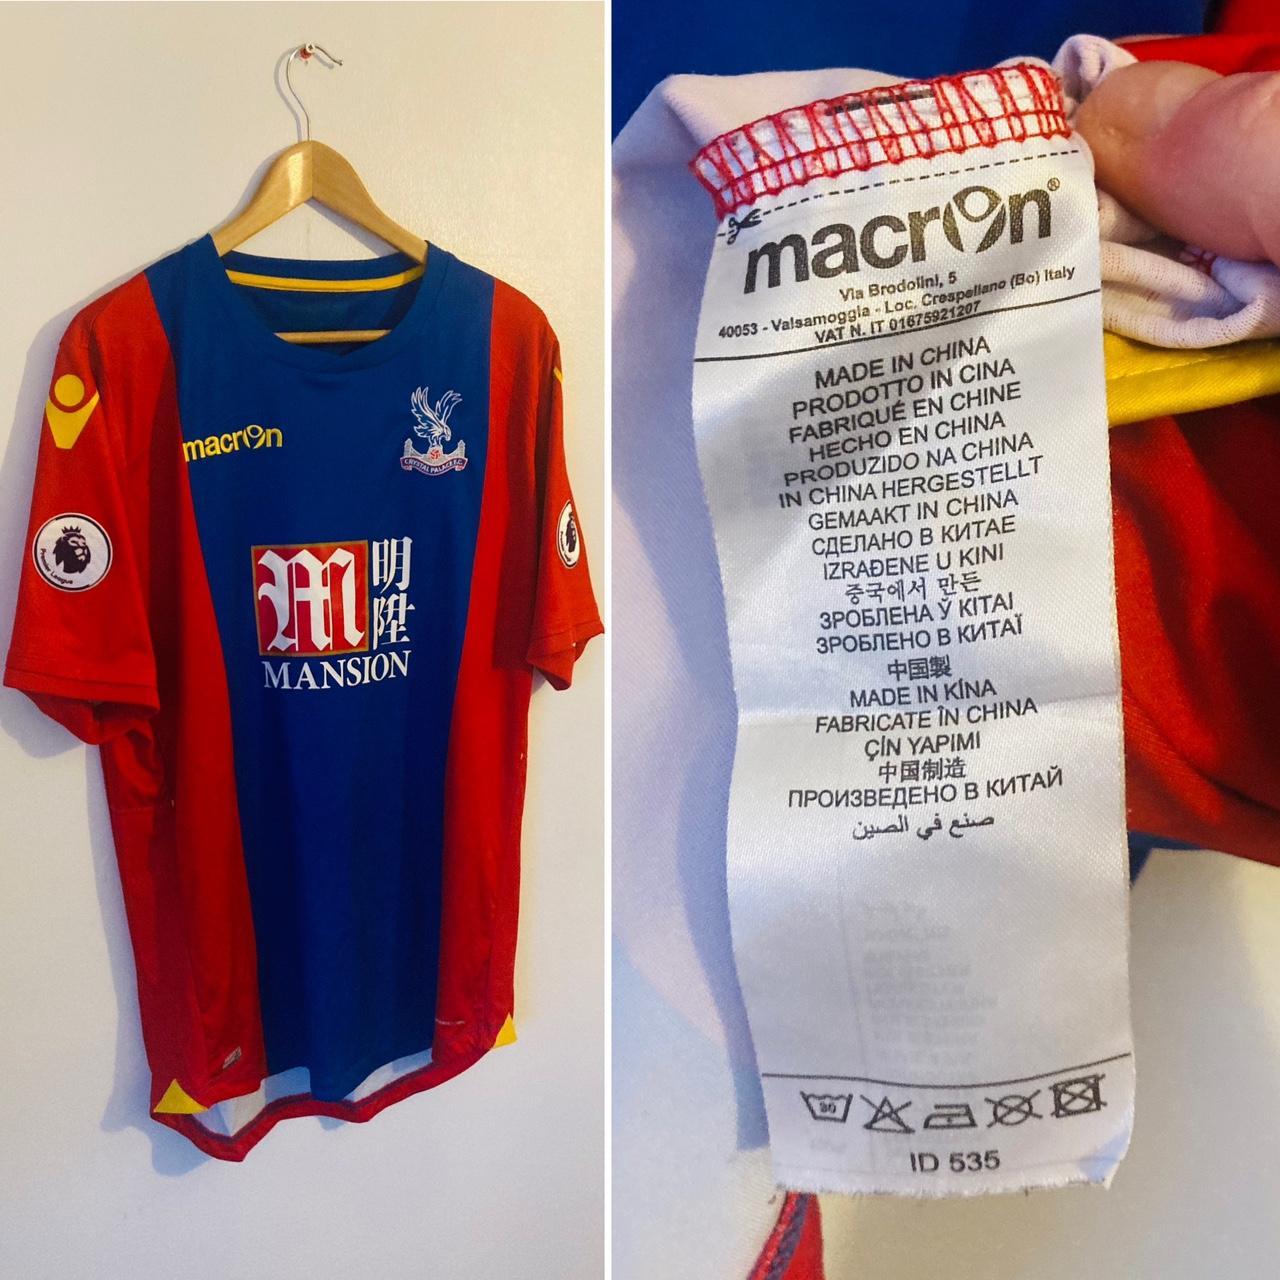 macron
CRYSTAL PALACE F.C.
Premier League
M
明
昇
MANSION
macron®
Via Brodolini, 5
40053 - Valsamoggia - Loc. Crespellano (Bo) Italy
VAT N. IT 01675921207
MADE IN CHINA
PRODOTTO IN CINA
FABRIQUÉ EN CHINE
HECHO EN CHINA
PRODUZIDO NA CHINA
IN CHINA HERGESTELLT
GEMAAKT IN CHINA
СДЕЛАНО В КИТАЕ
IZRAĐENE U KINI
중국에서 만든
ЗРОБЛЕНА Ў КІТАІ
ЗРОБЛЕНО В КИТАЇ
中国製
MADE IN KÍNA
FABRICATE ÎN CHINA
ÇİN YAPIMI
中国制造
ПРОИЗВЕДЕНО В КИТАЙ
صنع في الصين
30
ID 535